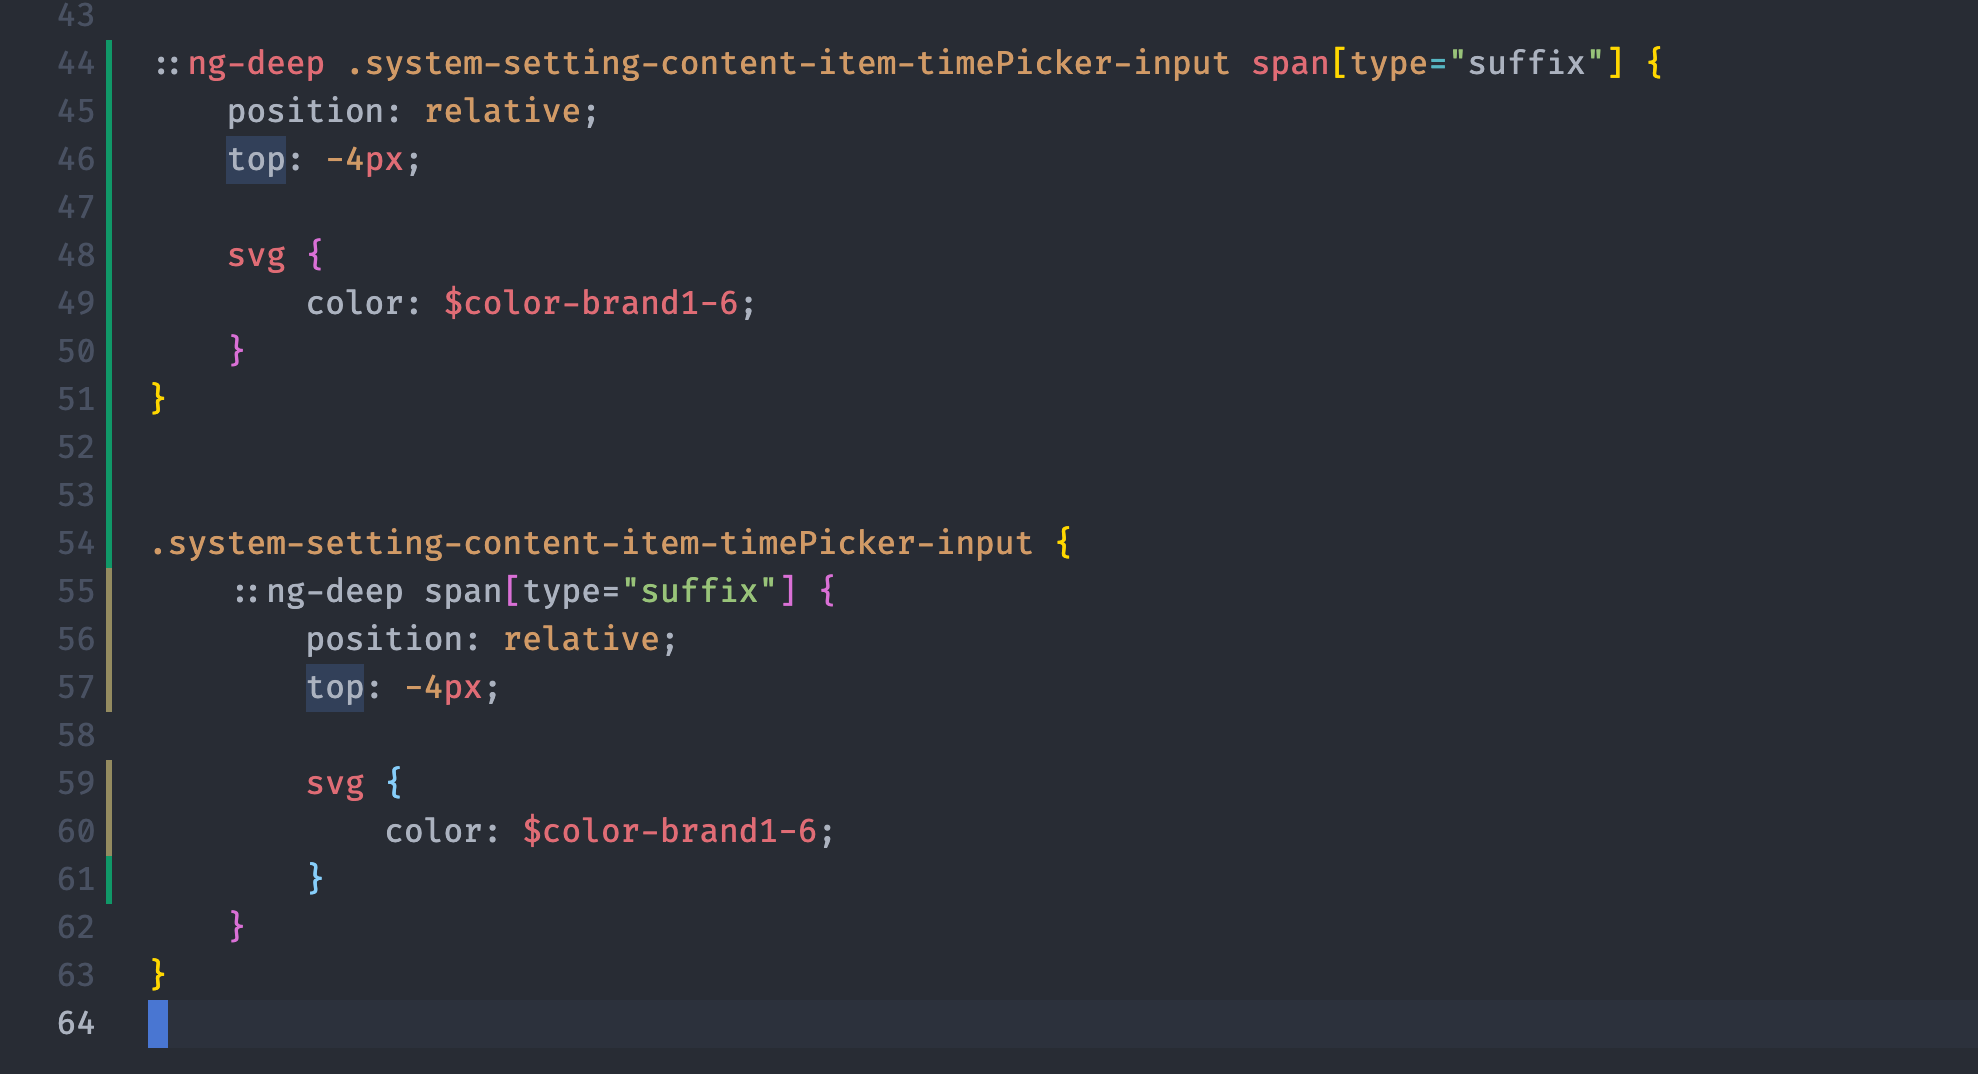 43
44 ::ng-deep .system-setting-content-item-timePicker-input span[type="suffix"] {
45     position: relative;
46     top: -4px;
47
48     svg {
49         color: $color-brand1-6;
50     }
51 }
52
53
54 .system-setting-content-item-timePicker-input {
55     ::ng-deep span[type="suffix"] {
56         position: relative;
57         top: -4px;
58
59         svg {
60             color: $color-brand1-6;
61         }
62     }
63 }
64